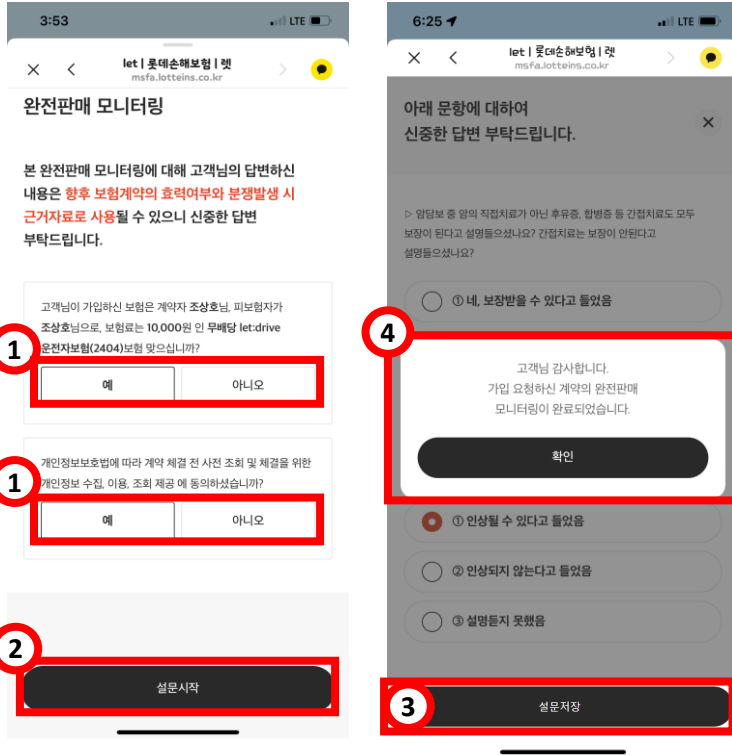 3:53
LTE
let | 롯데손해보험 | 렛
msfa.lotteins.co.kr
완전판매 모니터링
본 완전판매 모니터링에 대해 고객님의 답변하신
내용은 향후 보험계약의 효력여부와 분쟁발생 시
근거자료로 사용될 수 있으니 신중한 답변
부탁드립니다.
고객님이 가입하신 보험은 계약자 조상호님, 피보험자가
조상호님으로, 보험료는 10,000원 인 무배당 let:drive
운전자보험(2404)보험 맞으십니까?
1
예
아니오
개인정보보호법에 따라 계약 체결 전 사전 조회 및 체결을 위한
개인정보 수집, 이용, 조회 제공 에 동의하셨습니까?
1
예
아니오
2
설문시작
6:25
LTE
let | 롯데손해보험 | 렛
msfa.lotteins.co.kr
아래 문항에 대하여
신중한 답변 부탁드립니다.
▷ 암담보 중 암의 직접치료가 아닌 후유증, 합병증 등 간접치료도 모두
보장이 된다고 설명들으셨나요? 간접치료는 보장이 안된다고
설명들으셨나요?
① 네, 보장받을 수 있다고 들었음
4
고객님 감사합니다.
가입 요청하신 계약의 완전판매
모니터링이 완료되었습니다.
확인
① 인상될 수 있다고 들었음
② 인상되지 않는다고 들었음
③ 설명듣지 못했음
3
설문저장